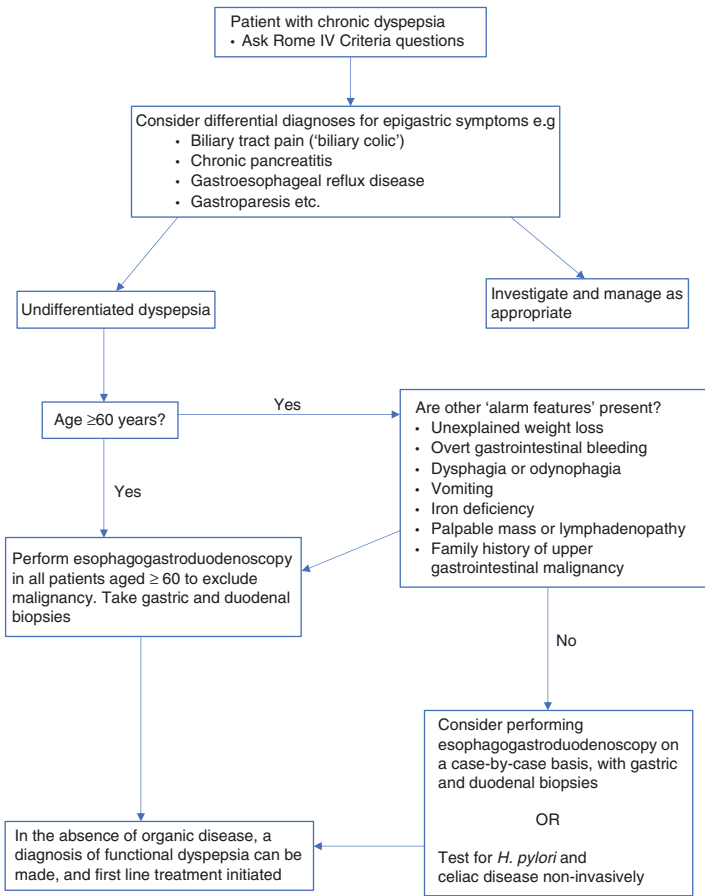 Patient with chronic dyspepsia
• Ask Rome IV Criteria questions
Consider differential diagnoses for epigastric symptoms e.g
• Biliary tract pain (‘biliary colic’)
• Chronic pancreatitis
• Gastroesophageal reflux disease
• Gastroparesis etc.
Undifferentiated dyspepsia
Investigate and manage as
appropriate
Age ≥60 years?
Yes
Are other ‘alarm features’ present?
• Unexplained weight loss
• Overt gastrointestinal bleeding
• Dysphagia or odynophagia
• Vomiting
• Iron deficiency
• Palpable mass or lymphadenopathy
• Family history of upper
gastrointestinal malignancy
Yes
Perform esophagogastroduodenoscopy
in all patients aged ≥ 60 to exclude
malignancy. Take gastric and duodenal
biopsies
No
Consider performing
esophagogastroduodenoscopy on
a case-by-case basis, with gastric
and duodenal biopsies
OR
Test for H. pylori and
celiac disease non-invasively
In the absence of organic disease, a
diagnosis of functional dyspepsia can be
made, and first line treatment initiated